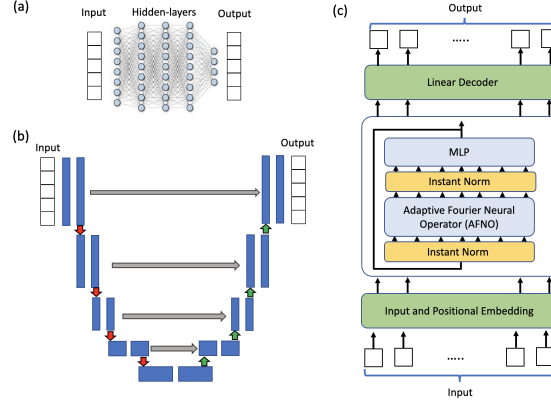 (a)
Input
Hidden-layers
Output
(b)
Input
Output
(c)
Output
.....
Linear Decoder
MLP
Instant Norm
Adaptive Fourier Neural
Operator (AFNO)
Instant Norm
Input and Positional Embedding
.....
Input